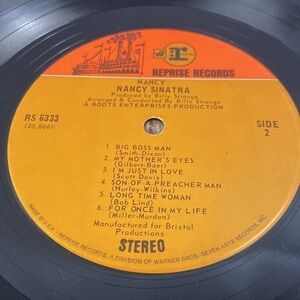 REPRISE RECORDS
NANCY
NANCY SINATRA
Produced by Billy Strange
Arranged & Conducted By Billy Strange
A BOOTS ENTERPRISES PRODUCTION
RS 6333
(30,866)
SIDE
2
1 BIG BOSS MAN
(Smith-Dixon)
2 MY MOTHER'S EYES
(Gilbert-Baer)
3 I'M JUST IN LOVE
(Scott Davis)
4 SON-OF-A-PREACHER MAN
(Hurley-Wilkins)
5 LONG TIME WOMAN
(Bob Lind)
6 FOR ONCE IN MY LIFE
(Miller-Murden)
Manufactured for Bristol
Productions
STEREO
MADE IN U.S.A. • REPRISE RECORDS, A DIVISION OF WARNER BROS. - SEVEN ARTS RECORDS, INC.